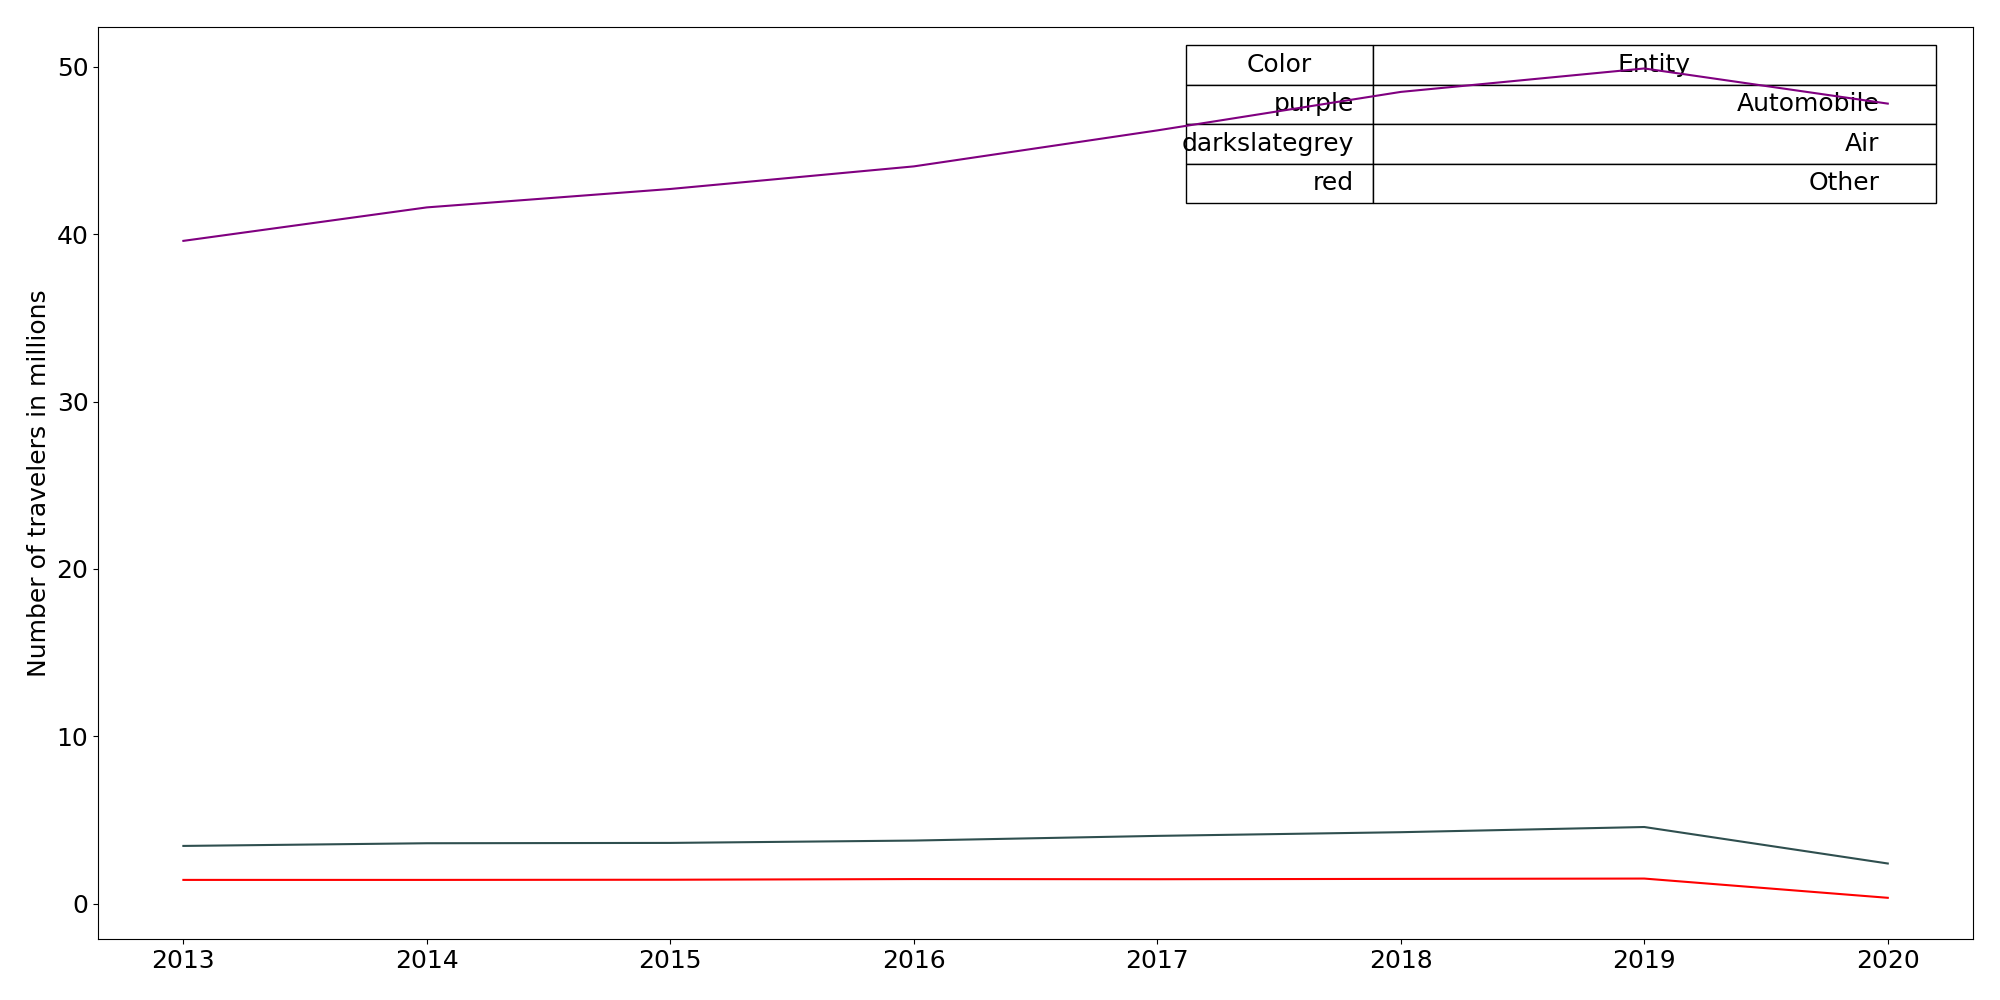 Color Entity
purple Automobile
darkslategrey Air
red Other
Number of travelers in millions
50
40
30
20
10
0
2013 2014 2015 2016 2017 2018 2019 2020